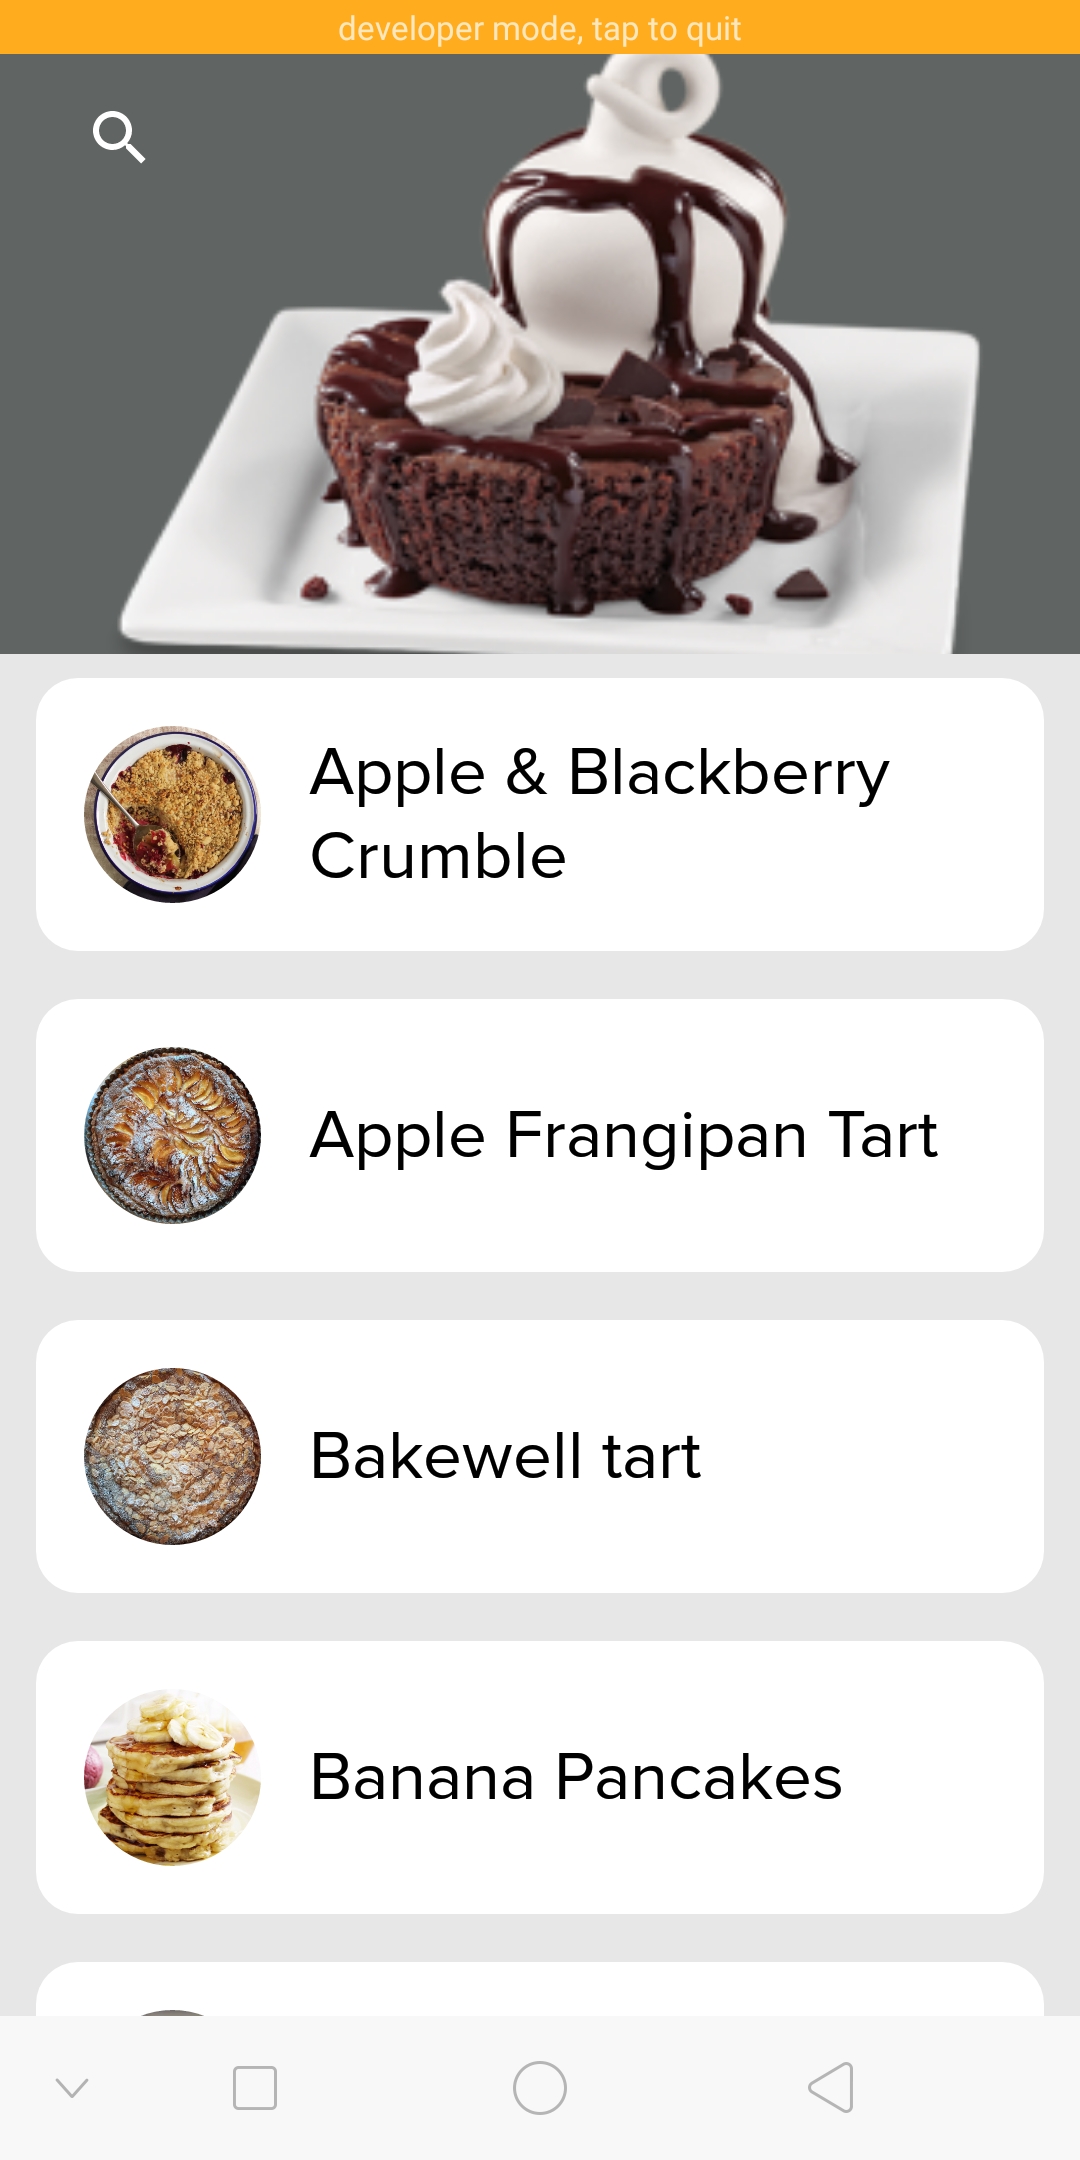 developer mode, tap to quit
Apple & Blackberry
Crumble
Apple Frangipan Tart
Bakewell tart
Banana Pancakes